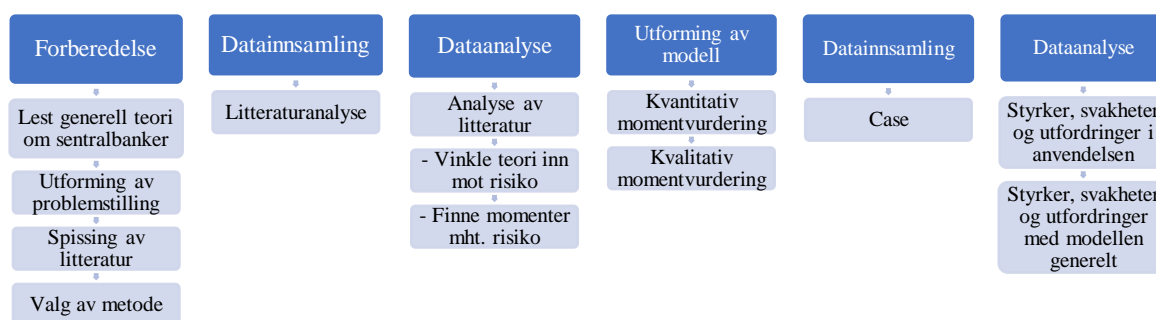 Forberedelse
Lest generell teori
om sentralbanker
Utforming av
problemstilling
Spissing av
litteratur
Valg av metode
Datainnsamling
Litteraturanalyse
Dataanalyse
Analyse av
litteratur
- Vinkle teori inn
mot risiko
- Finne momenter
mht. risiko
Utforming av
modell
Kvantitativ
momentvurdering
Kvalitativ
momentvurdering
Datainnsamling
Case
Dataanalyse
Styrker, svakheter
og utfordringer i
anvendelsen
Styrker, svakheter
og utfordringer
med modellen
generelt